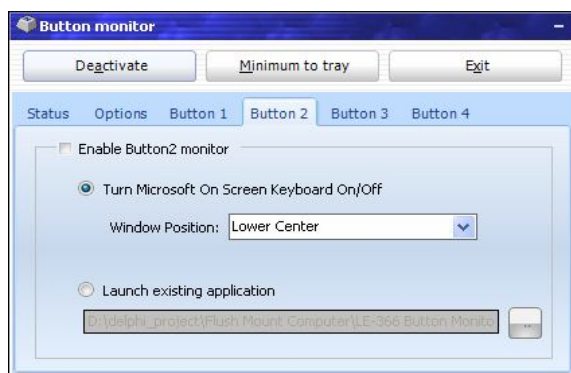 Button monitor
Deactivate Minimum to tray Exit
Status Options Button 1 Button 2 Button 3 Button 4
Enable Button2 monitor
Turn Microsoft On Screen Keyboard On/Off
Window Position: Lower Center
Launch existing application
D:\delphi_project\Flush Mount Computer\LE-366 Button Monito ..